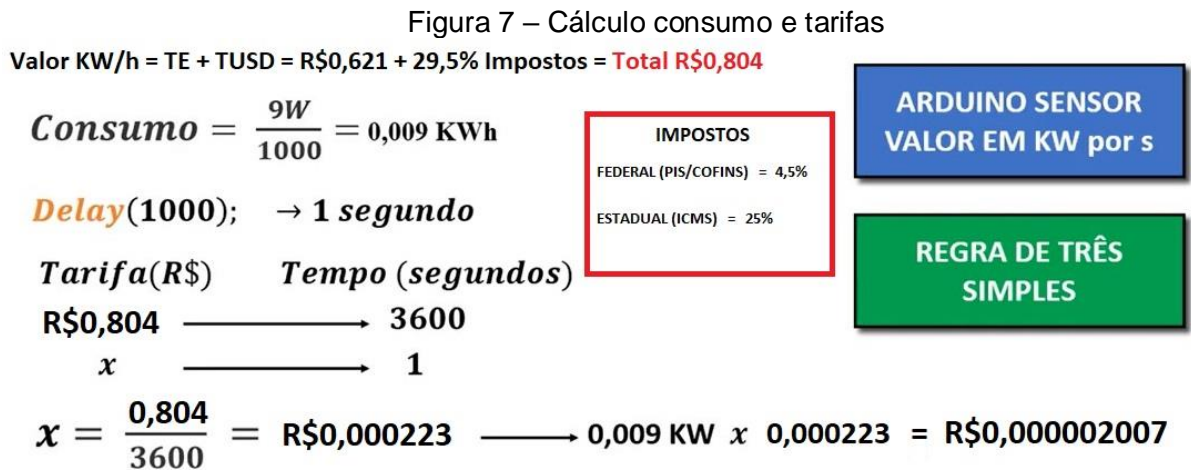 Figura 7 – Cálculo consumo e tarifas
Valor KW/h = TE + TUSD = R$0,621 + 29,5% Impostos = Total R$0,804
Consumo = 9W/1000 = 0,009 KWh
IMPOSTOS
FEDERAL (PIS/COFINS) = 4,5%
ESTADUAL (ICMS) = 25%
ARDUINO SENSOR
VALOR EM KW por s
Delay(1000); → 1 segundo
REGRA DE TRÊS
SIMPLES
Tarifa(R$) Tempo (segundos)
R$0,804 → 3600
x → 1
x = 0,804/3600 = R$0,000223 → 0,009 KW x 0,000223 = R$0,000002007